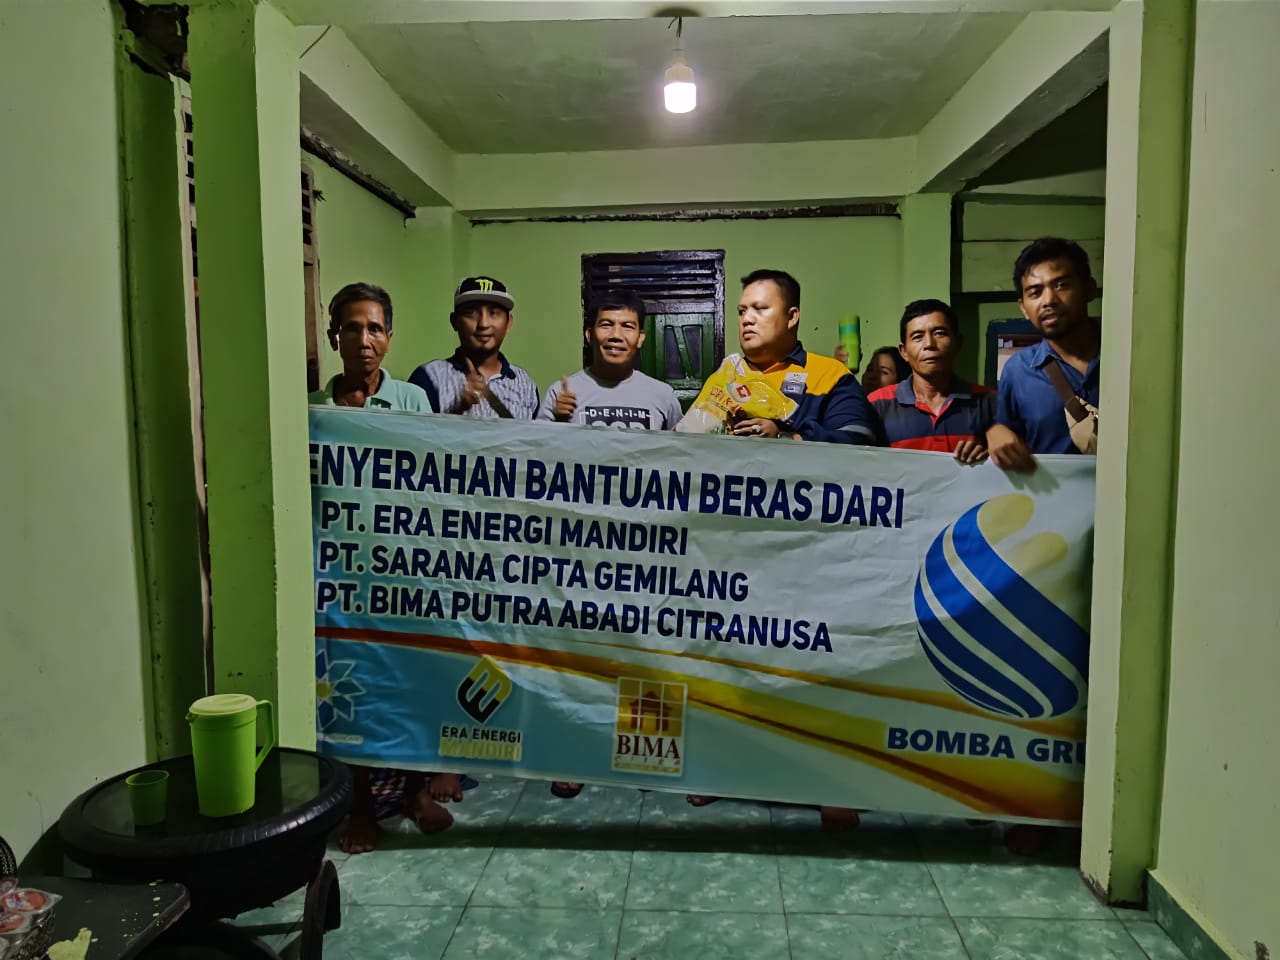 ENYERAHAN BANTUAN BERAS DARI
PT. ERA ENERGI MANDIRI
PT. SARANA CIPTA GEMILANG
PT. BIMA PUTRA ABADI CITRANUSA
ERA ENERGI
MANDIRI
BIMA
BOMBA GRU
DENIM